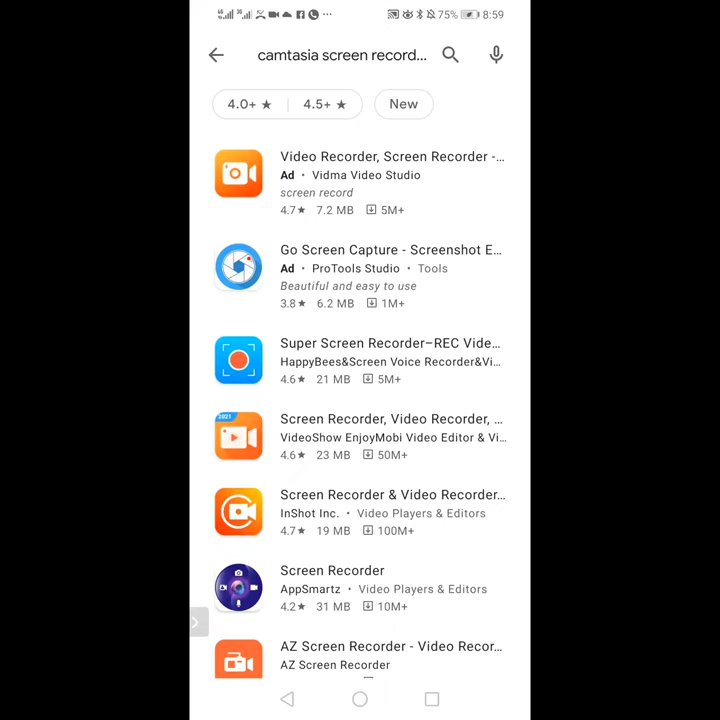 4G 3G ... 75% 8:59
camtasia screen record...
4.0+ ★ 4.5+ ★ New
Video Recorder, Screen Recorder -...
Ad • Vidma Video Studio
screen record
4.7★ 7.2 MB 5M+
Go Screen Capture - Screenshot E...
Ad • ProTools Studio • Tools
Beautiful and easy to use
3.8★ 6.2 MB 1M+
Super Screen Recorder–REC Vide...
HappyBees&Screen Voice Recorder&Vi...
4.6★ 21 MB 5M+
2021
Screen Recorder, Video Recorder, ...
VideoShow EnjoyMobi Video Editor & Vi...
4.6★ 23 MB 50M+
Screen Recorder & Video Recorder...
InShot Inc. • Video Players & Editors
4.7★ 19 MB 100M+
Screen Recorder
AppSmartz • Video Players & Editors
4.2★ 31 MB 10M+
AZ Screen Recorder - Video Recor...
AZ Screen Recorder